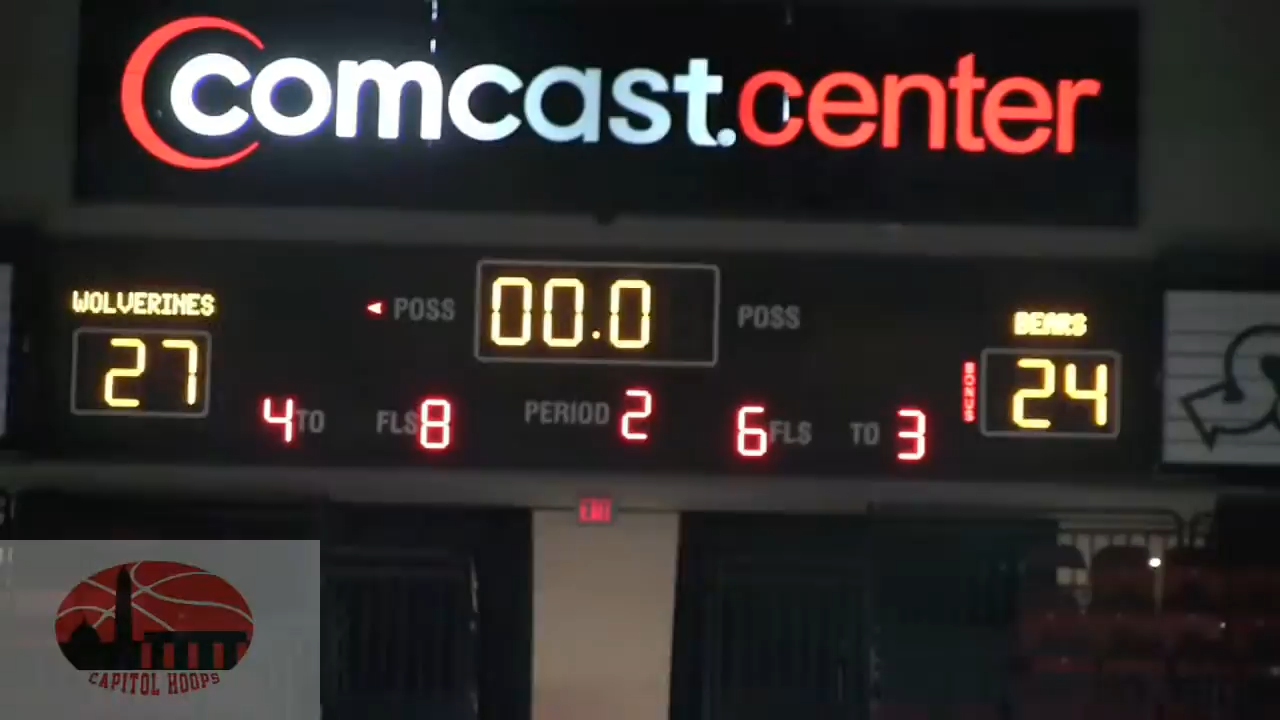 comcast.center
WOLVERINES
27
POSS
00.0
POSS
BEARS
24
BONUS
4 TO
FLS 8
PERIOD 2
6 FLS
TO 3
EXIT
CAPITOL HOOPS